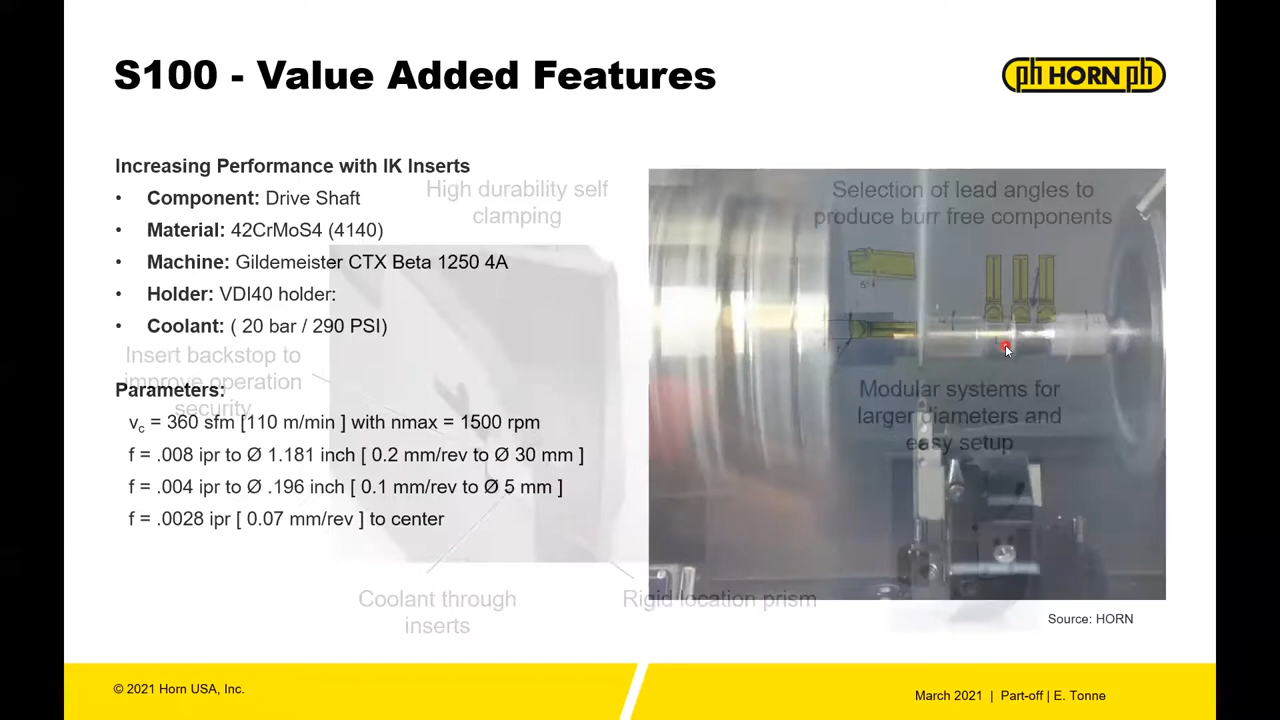 S100 - Value Added Features
ph HORN ph
Increasing Performance with IK Inserts
• Component: Drive Shaft
• Material: 42CrMoS4 (4140)
• Machine: Gildemeister CTX Beta 1250 4A
• Holder: VDI40 holder:
• Coolant: ( 20 bar / 290 PSI)
Parameters:
vc = 360 sfm [110 m/min ] with nmax = 1500 rpm
f = .008 ipr to Ø 1.181 inch [ 0.2 mm/rev to Ø 30 mm ]
f = .004 ipr to Ø .196 inch [ 0.1 mm/rev to Ø 5 mm ]
f = .0028 ipr [ 0.07 mm/rev ] to center
High durability self
clamping
Selection of lead angles to
produce burr free components
Insert backstop to
improve operation
security
Modular systems for
larger diameters and
easy setup
Coolant through
inserts
Rigid location prism
Source: HORN
© 2021 Horn USA, Inc.
March 2021 | Part-off | E. Tonne